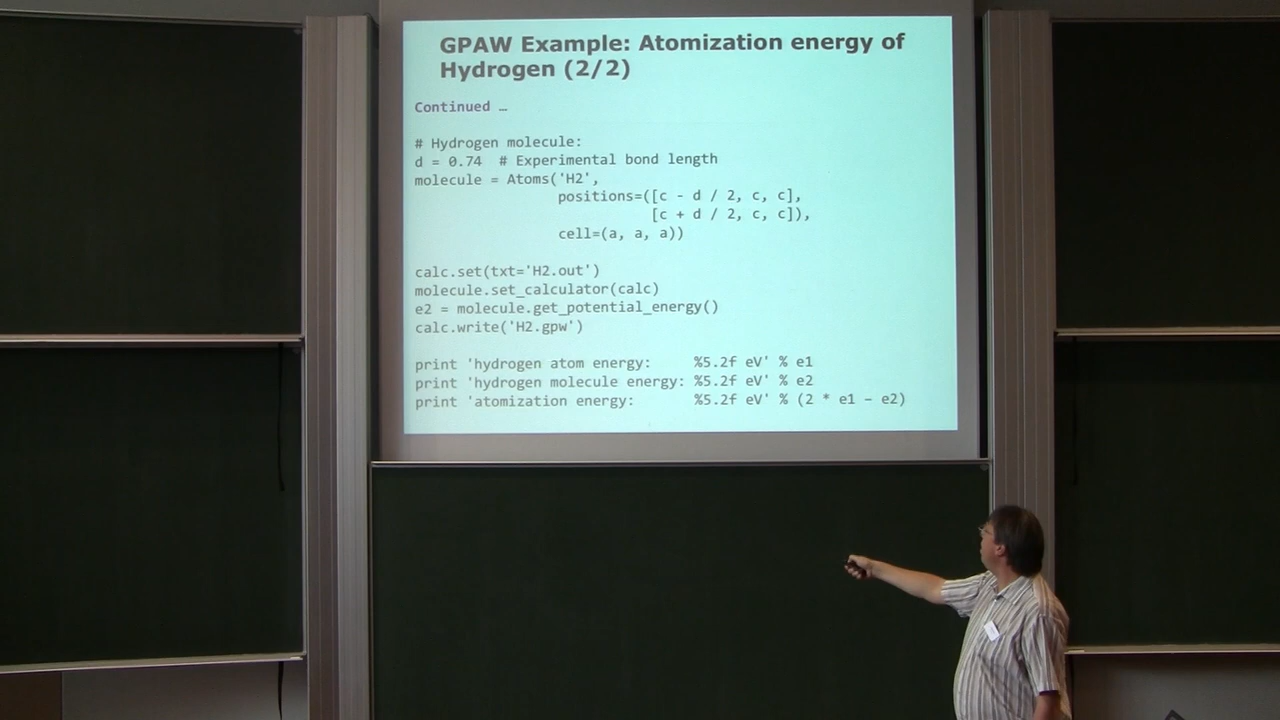 GPAW Example: Atomization energy of
Hydrogen (2/2)
Continued …
# Hydrogen molecule:
d = 0.74  # Experimental bond length
molecule = Atoms('H2',
                 positions=([c - d / 2, c, c],
                            [c + d / 2, c, c]),
                 cell=(a, a, a))
calc.set(txt='H2.out')
molecule.set_calculator(calc)
e2 = molecule.get_potential_energy()
calc.write('H2.gpw')
print 'hydrogen atom energy:     %5.2f eV' % e1
print 'hydrogen molecule energy: %5.2f eV' % e2
print 'atomization energy:       %5.2f eV' % (2 * e1 – e2)